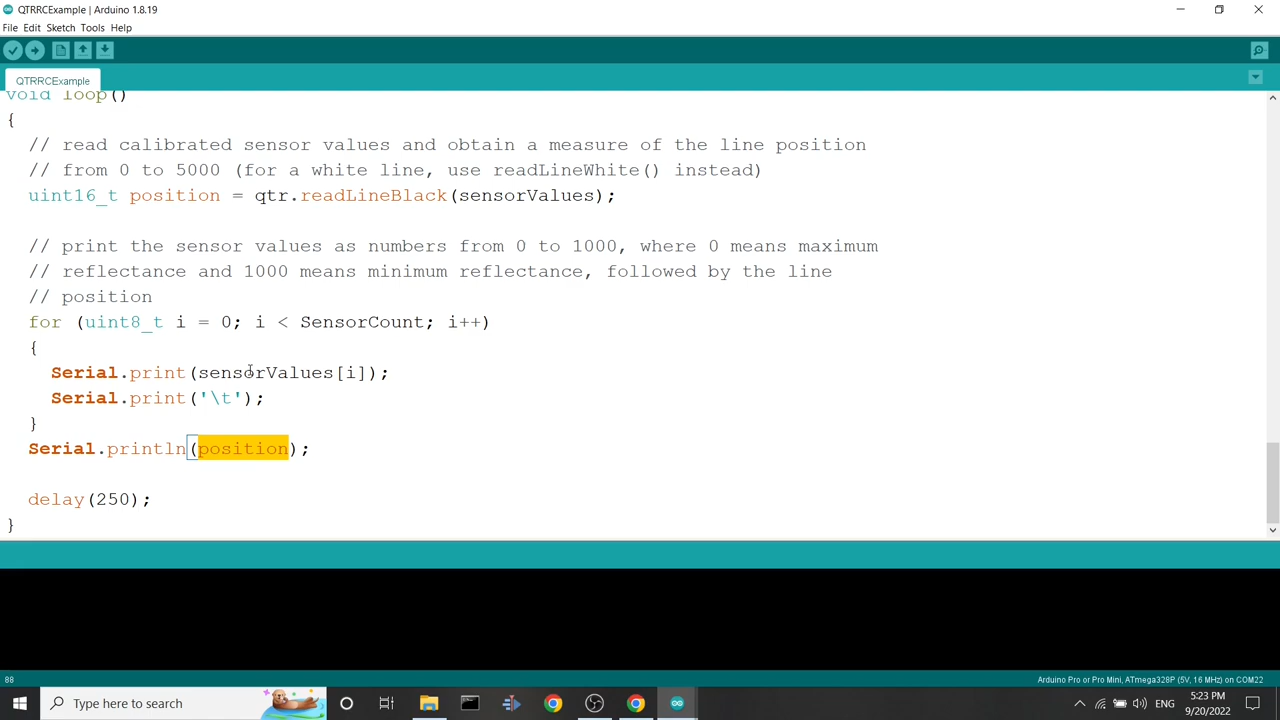 QTRRCExample | Arduino 1.8.19
File Edit Sketch Tools Help
QTRRCExample
void loop()
{
// read calibrated sensor values and obtain a measure of the line position
// from 0 to 5000 (for a white line, use readLineWhite() instead)
uint16_t position = qtr.readLineBlack(sensorValues);
// print the sensor values as numbers from 0 to 1000, where 0 means maximum
// reflectance and 1000 means minimum reflectance, followed by the line
// position
for (uint8_t i = 0; i < SensorCount; i++)
{
Serial.print(sensorValues[i]);
Serial.print('\t');
}
Serial.println(position);
delay(250);
}
88
Arduino Pro or Pro Mini, ATmega328P (5V, 16 MHz) on COM22
Type here to search
ENG
5:23 PM
9/20/2022